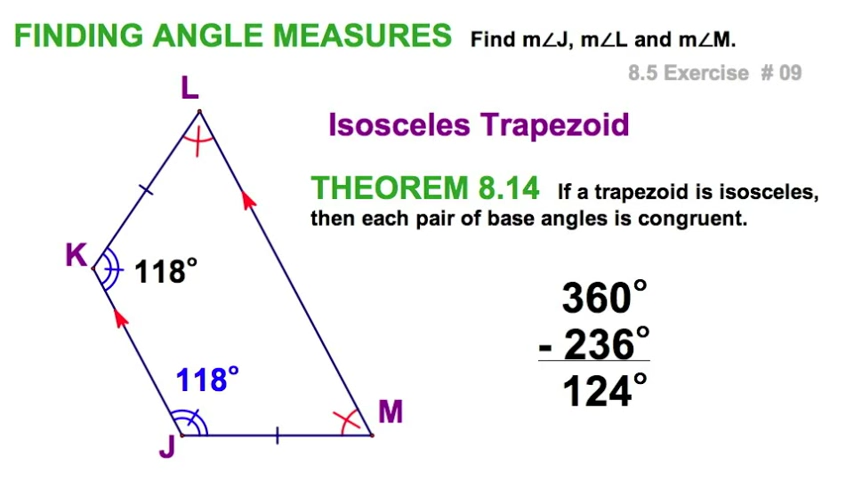 FINDING ANGLE MEASURES Find m∠J, m∠L and m∠M.
8.5 Exercise # 09
L
Isosceles Trapezoid
THEOREM 8.14 If a trapezoid is isosceles,
then each pair of base angles is congruent.
K
118°
360°
- 236°
124°
118°
M
J